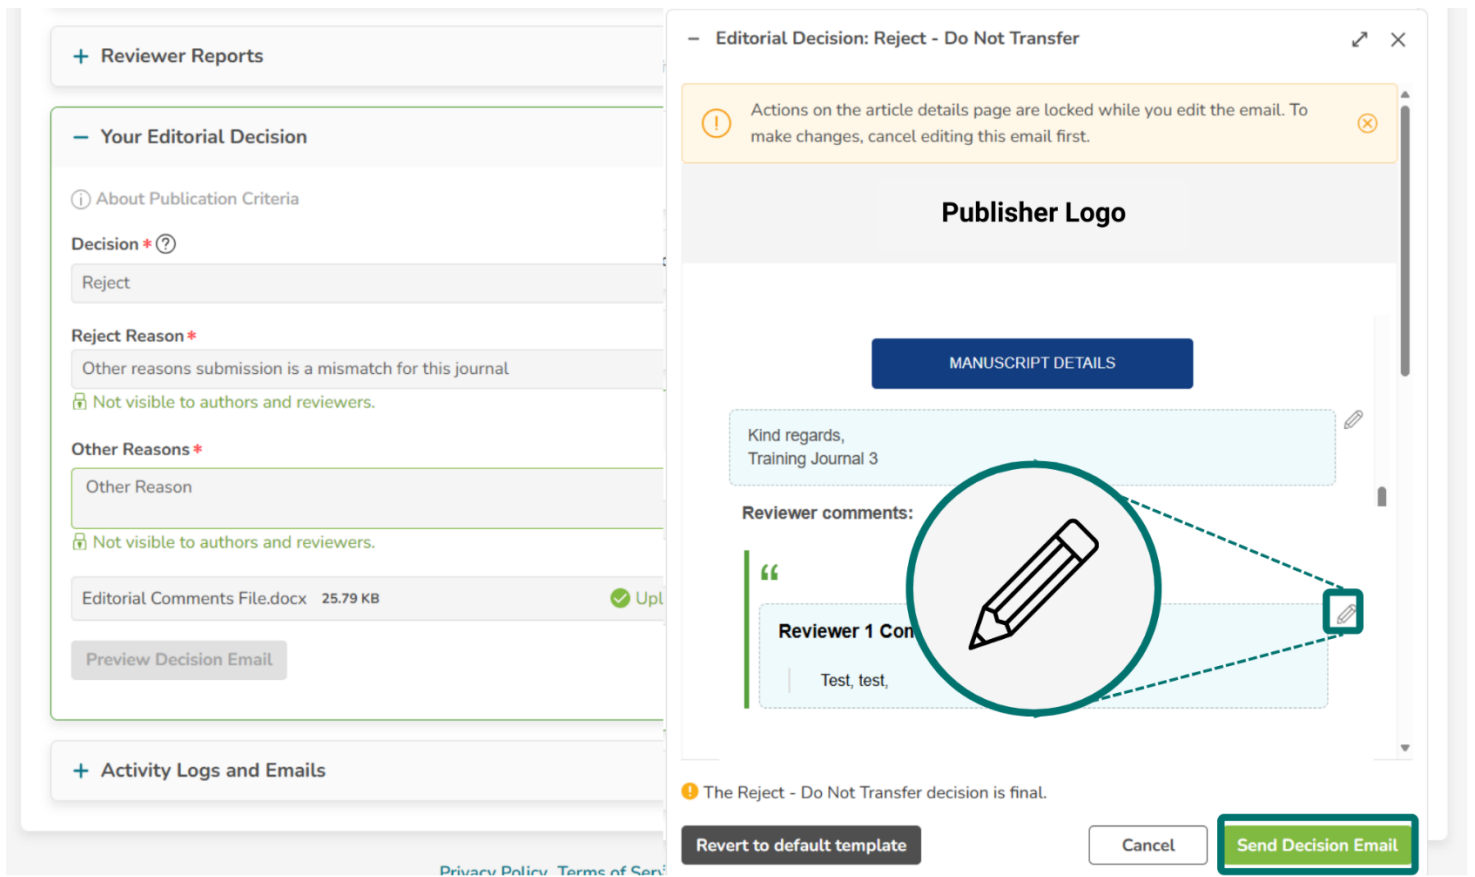 Reviewer Reports
Your Editorial Decision
About Publication Criteria
Decision *
Reject
Reject Reason *
Other reasons submission is a mismatch for this journal
Not visible to authors and reviewers.
Other Reasons *
Other Reason
Not visible to authors and reviewers.
Editorial Comments File.docx 25.79 KB
Preview Decision Email
Activity Logs and Emails
Privacy Policy Terms of
Editorial Decision: Reject - Do Not Transfer
Actions on the article details page are locked while you edit the email. To
make changes, cancel editing this email first.
Publisher Logo
MANUSCRIPT DETAILS
Kind regards,
Training Journal 3
Reviewer comments:
“
Reviewer 1
Test, test,
The Reject - Do Not Transfer decision is final.
Revert to default template
Cancel
Send Decision Email